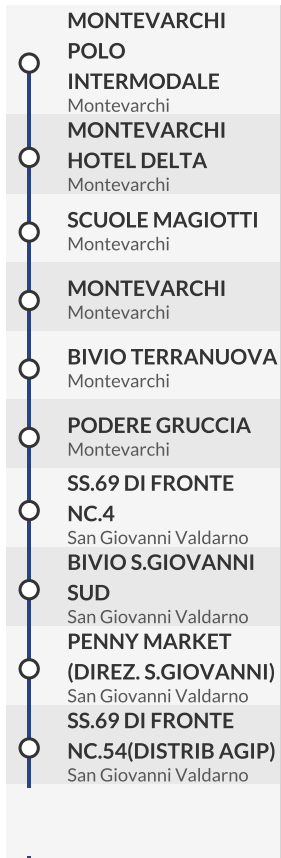 MONTEVARCHI
POLO
INTERMODALE
Montevarchi
MONTEVARCHI
HOTEL DELTA
Montevarchi
SCUOLE MAGIOTTI
Montevarchi
MONTEVARCHI
Montevarchi
BIVIO TERRANUOVA
Montevarchi
PODERE GRUCCIA
Montevarchi
SS.69 DI FRONTE
NC.4
San Giovanni Valdarno
BIVIO S.GIOVANNI
SUD
San Giovanni Valdarno
PENNY MARKET
(DIREZ. S.GIOVANNI)
San Giovanni Valdarno
SS.69 DI FRONTE
NC.54(DISTRIB AGIP)
San Giovanni Valdarno